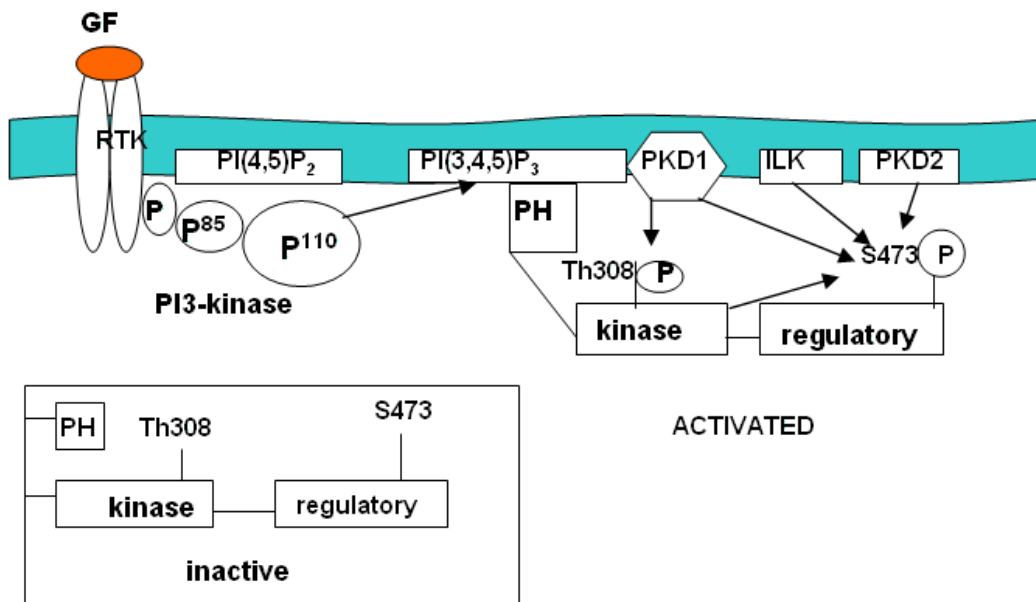 GF
RTK
PI(4,5)P₂
PI(3,4,5)P₃
PKD1
ILK
PKD2
P
P⁸⁵
P¹¹⁰
PH
Th308
P
S473
P
PI3-kinase
kinase
regulatory
ACTIVATED
PH
Th308
S473
kinase
regulatory
inactive